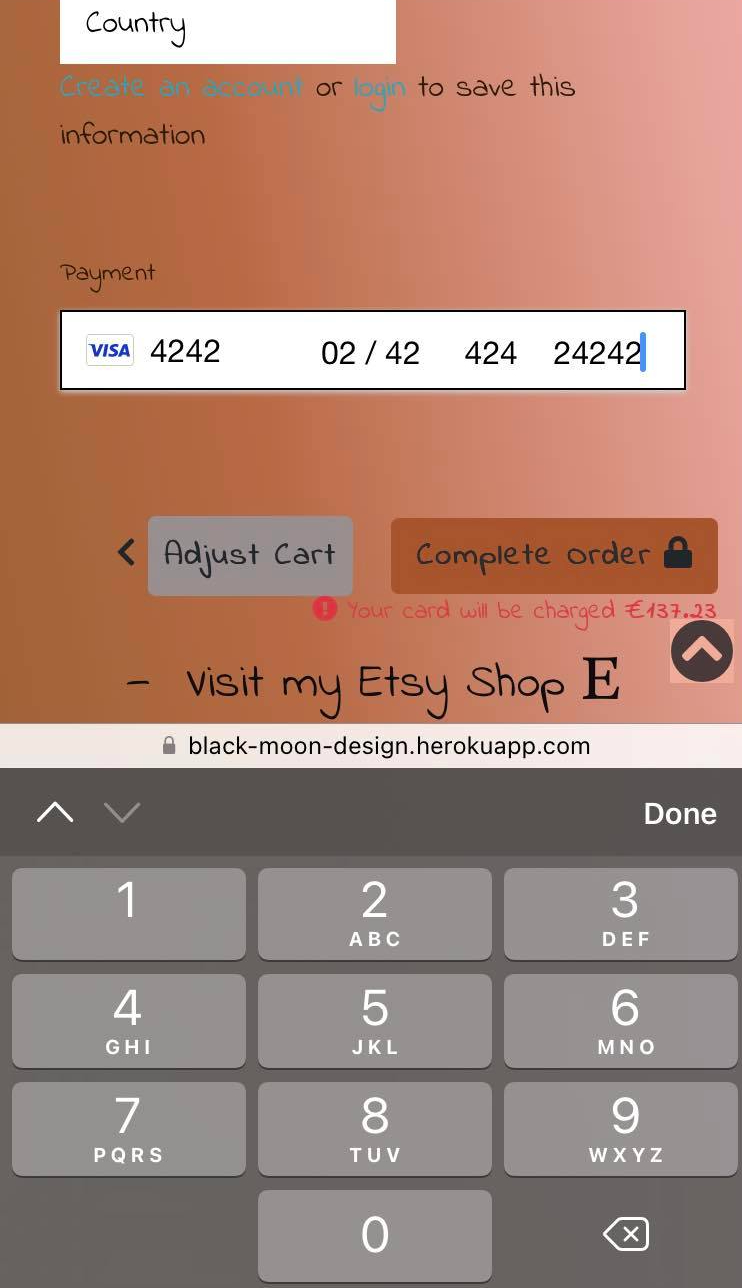 Country
Create an account or login to save this
information
Payment
VISA 4242 02 / 42 424 24242
Adjust Cart Complete Order
! Your card will be charged €137.23
- Visit my Etsy Shop E
black-moon-design.herokuapp.com
Done
1 2 3
ABC DEF
4 5 6
GHI JKL MNO
7 8 9
PQRS TUV WXYZ
0